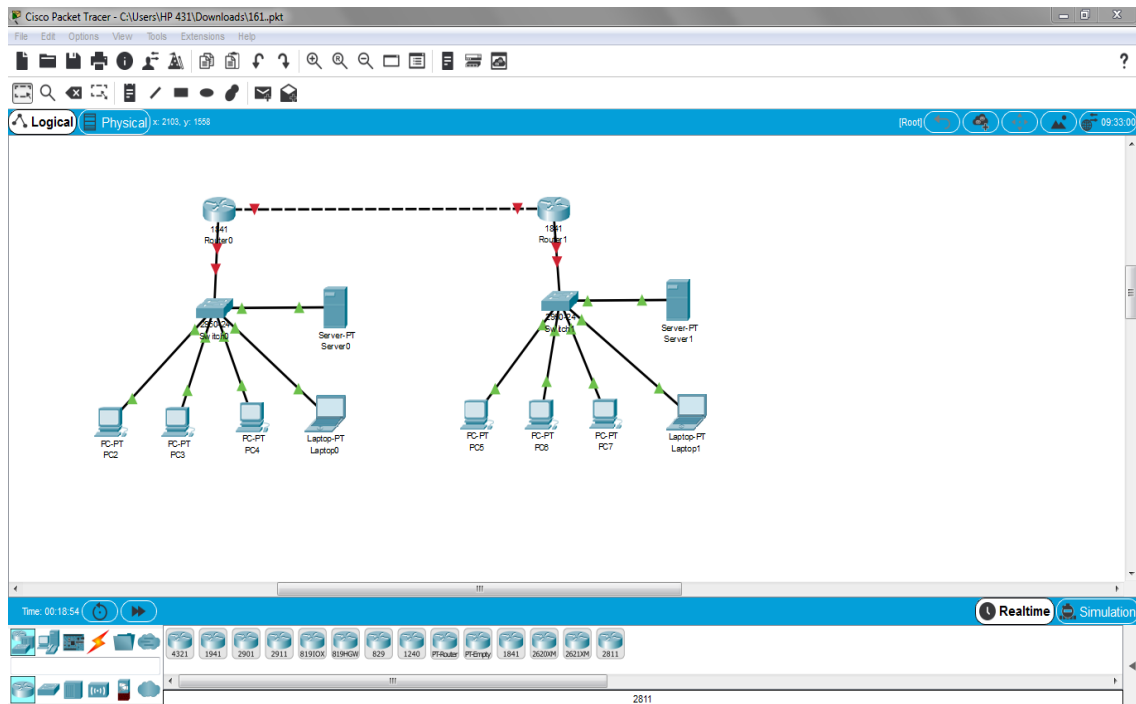 Cisco Packet Tracer - C:\Users\HP 431\Downloads\161..pkt
File Edit Options View Tools Extensions Help
?
Logical Physical x: 2103, y: 1558 [Root] 09:33:00
1841
Router0
1841
Router1
2950-24
Switch0
Server-PT
Server0
2950-24
Switch1
Server-PT
Server1
PC-PT
PC2
PC-PT
PC3
PC-PT
PC4
Laptop-PT
Laptop0
PC-PT
PC5
PC-PT
PC6
PC-PT
PC7
Laptop-PT
Laptop1
Time: 00:18:54 Realtime Simulation
4321 1941 2901 2911 819IOX 819HGW 829 1240 PT-Router PT-Empty 1841 2620XM 2621XM 2811
2811